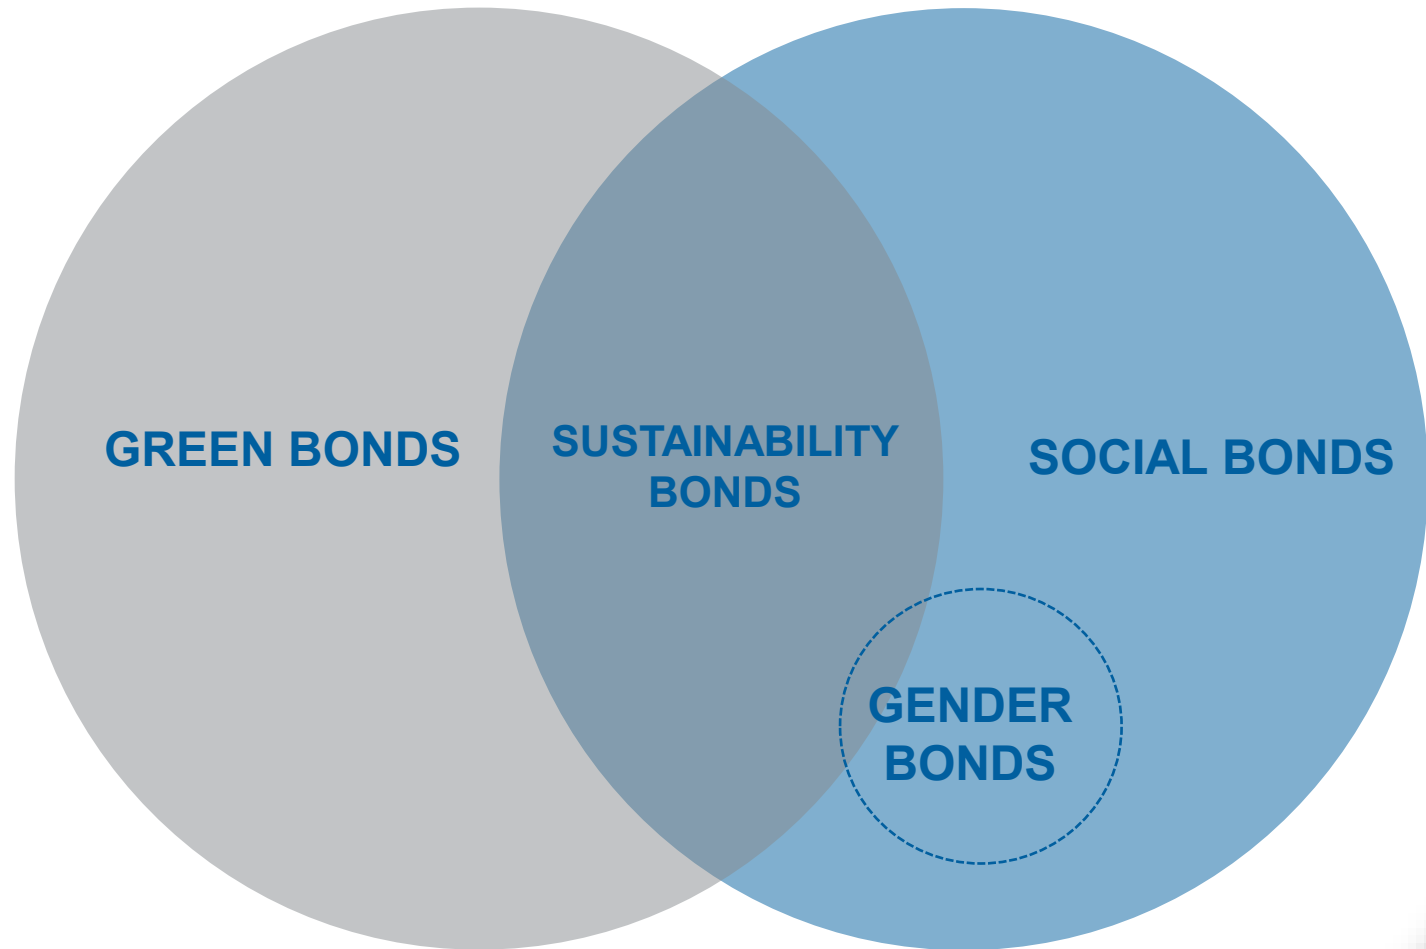 GREEN BONDS
SUSTAINABILITY
BONDS
SOCIAL BONDS
GENDER
BONDS